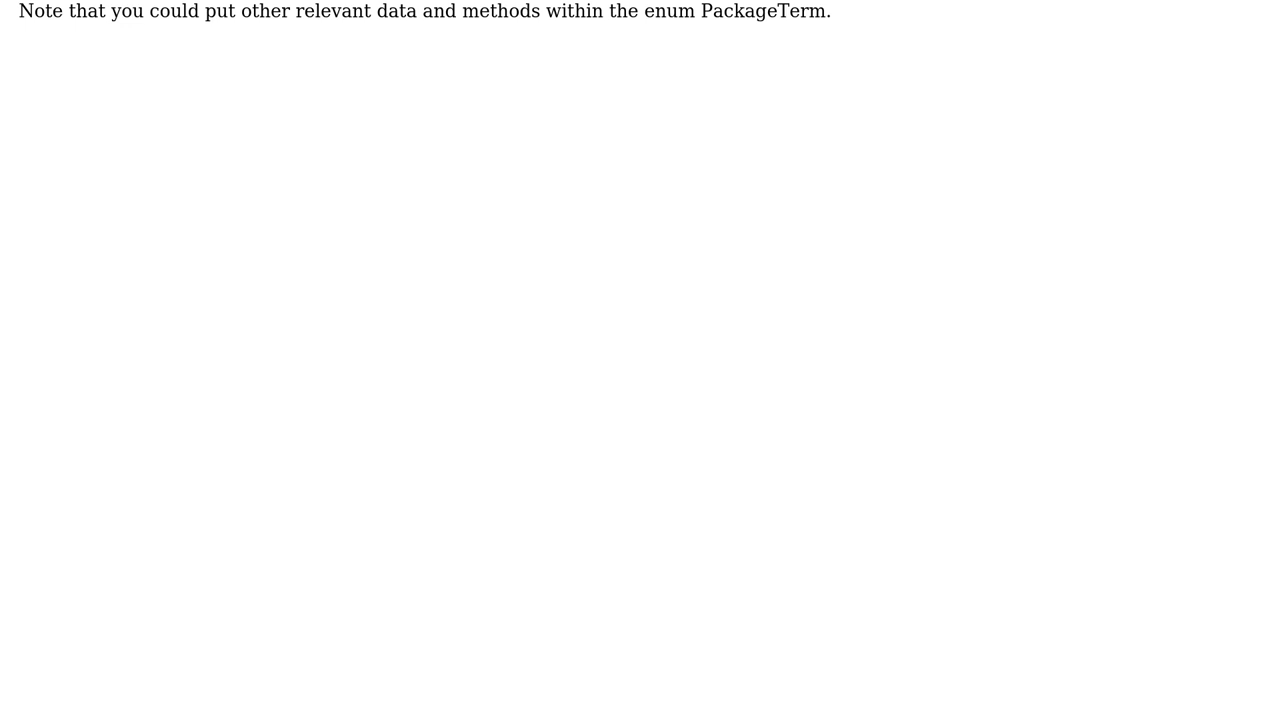 Note that you could put other relevant data and methods within the enum PackageTerm.